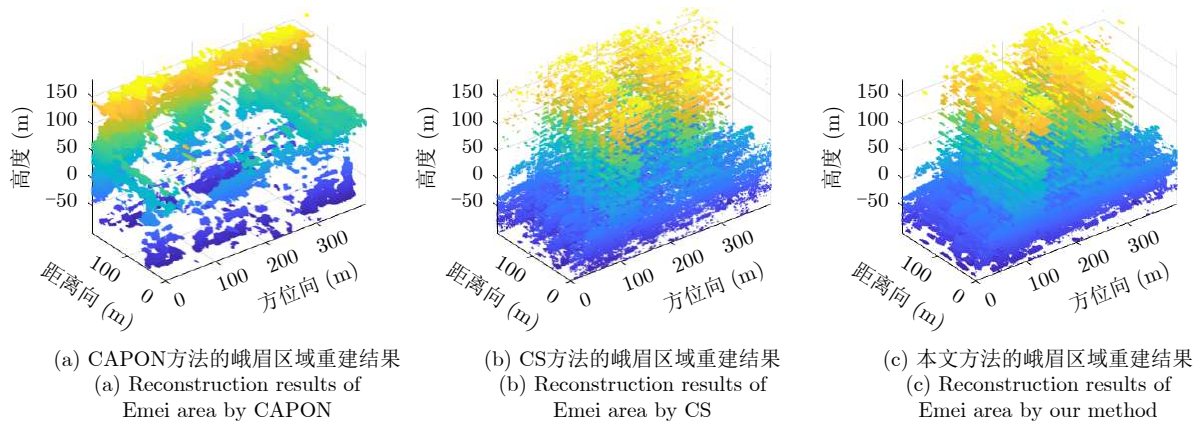 高度 (m)
150
100
50
0
−50
距离向 (m)
100
0
方位向 (m)
0
100
200
300
高度 (m)
150
100
50
0
−50
距离向 (m)
100
0
方位向 (m)
0
100
200
300
高度 (m)
150
100
50
0
−50
距离向 (m)
100
0
方位向 (m)
0
100
200
300
(a) CAPON方法的峨眉区域重建结果
(a) Reconstruction results of
Emei area by CAPON
(b) CS方法的峨眉区域重建结果
(b) Reconstruction results of
Emei area by CS
(c) 本文方法的峨眉区域重建结果
(c) Reconstruction results of
Emei area by our method